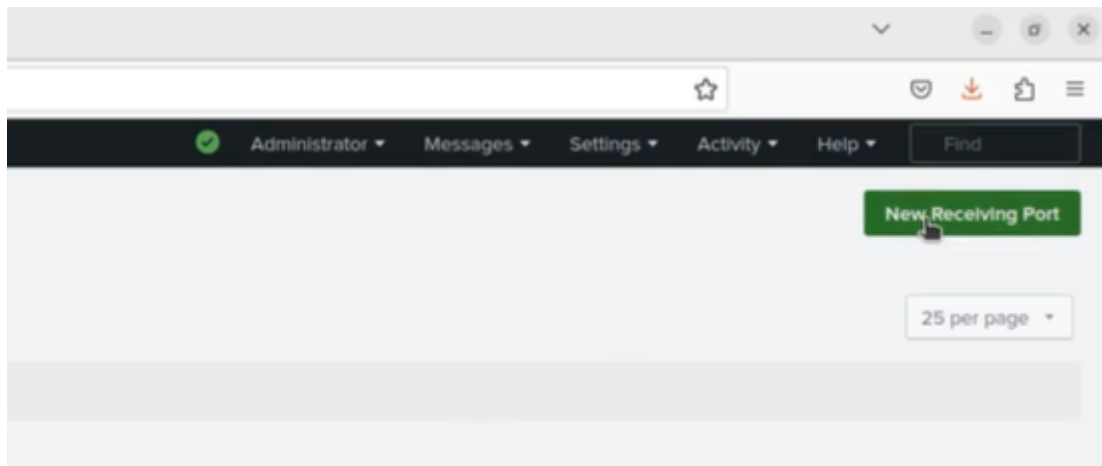 Administrator Messages Settings Activity Help Find
New Receiving Port
25 per page